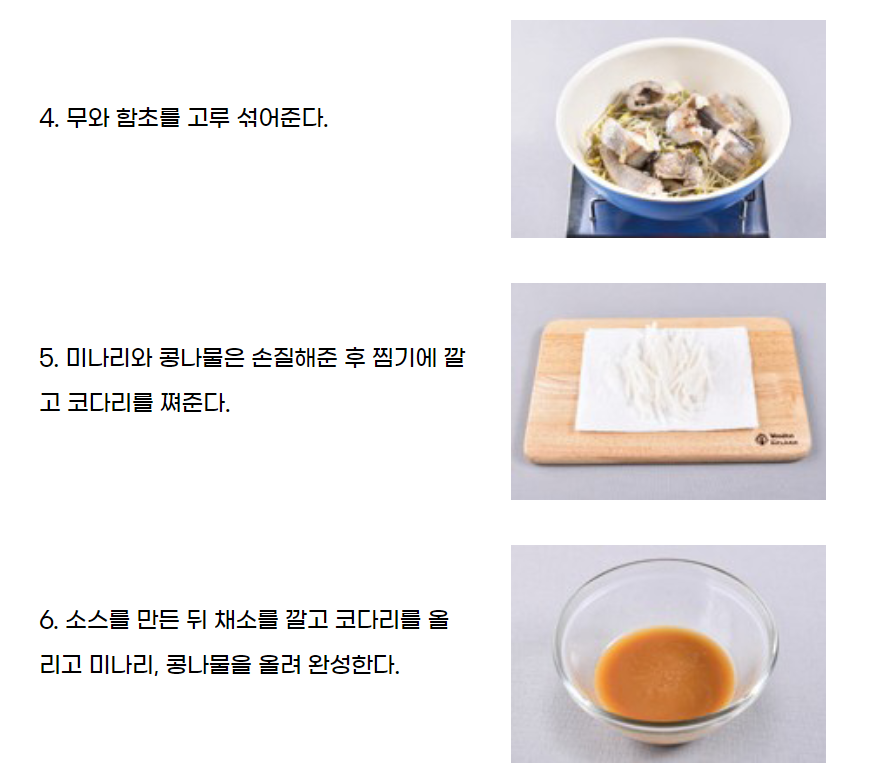 4. 무와 함초를 고루 섞어준다.
5. 미나리와 콩나물은 손질해준 후 찜기에 깔
고 코다리를 쪄준다.
6. 소스를 만든 뒤 채소를 깔고 코다리를 올
리고 미나리, 콩나물을 올려 완성한다.